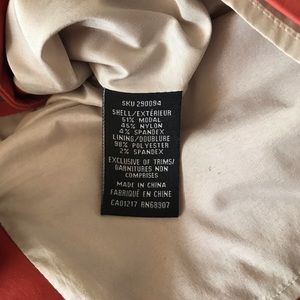 SKU 290094
SHELL/EXTÉRIEUR
51% MODAL
45% NYLON
4% SPANDEX
LINING/DOUBLURE
98% POLYESTER
2% SPANDEX
EXCLUSIVE OF TRIMS/
GARNITURES NON
COMPRISES
MADE IN CHINA
FABRIQUÉ EN CHINE
CA01217 RN68907